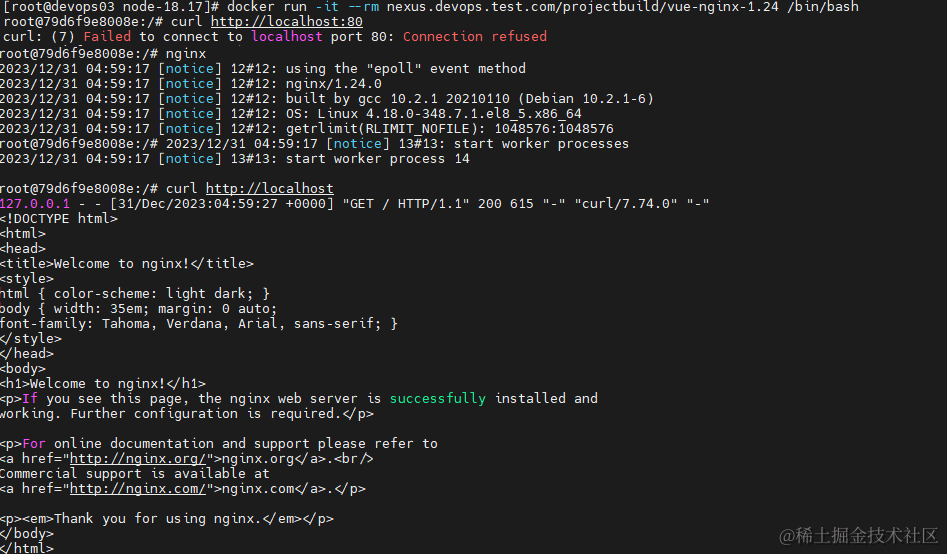 [root@devops03 node-18.17]# docker run -it --rm nexus.devops.test.com/projectbuild/vue-nginx-1.24 /bin/bash
root@79d6f9e8008e:/# curl http://localhost:80
curl: (7) Failed to connect to localhost port 80: Connection refused
root@79d6f9e8008e:/# nginx
2023/12/31 04:59:17 [notice] 12#12: using the "epoll" event method
2023/12/31 04:59:17 [notice] 12#12: nginx/1.24.0
2023/12/31 04:59:17 [notice] 12#12: built by gcc 10.2.1 20210110 (Debian 10.2.1-6)
2023/12/31 04:59:17 [notice] 12#12: OS: Linux 4.18.0-348.7.1.el8_5.x86_64
2023/12/31 04:59:17 [notice] 12#12: getrlimit(RLIMIT_NOFILE): 1048576:1048576
root@79d6f9e8008e:/# 2023/12/31 04:59:17 [notice] 13#13: start worker processes
2023/12/31 04:59:17 [notice] 13#13: start worker process 14
root@79d6f9e8008e:/# curl http://localhost
127.0.0.1 - - [31/Dec/2023:04:59:27 +0000] "GET / HTTP/1.1" 200 615 "-" "curl/7.74.0" "-"
<!DOCTYPE html>
<html>
<head>
<title>Welcome to nginx!</title>
<style>
html { color-scheme: light dark; }
body { width: 35em; margin: 0 auto;
font-family: Tahoma, Verdana, Arial, sans-serif; }
</style>
</head>
<body>
<h1>Welcome to nginx!</h1>
<p>If you see this page, the nginx web server is successfully installed and
working. Further configuration is required.</p>
<p>For online documentation and support please refer to
<a href="http://nginx.org/">nginx.org</a>.<br/>
Commercial support is available at
<a href="http://nginx.com/">nginx.com</a>.</p>
<p><em>Thank you for using nginx.</em></p>
</body>
</html>
@稀土掘金技术社区